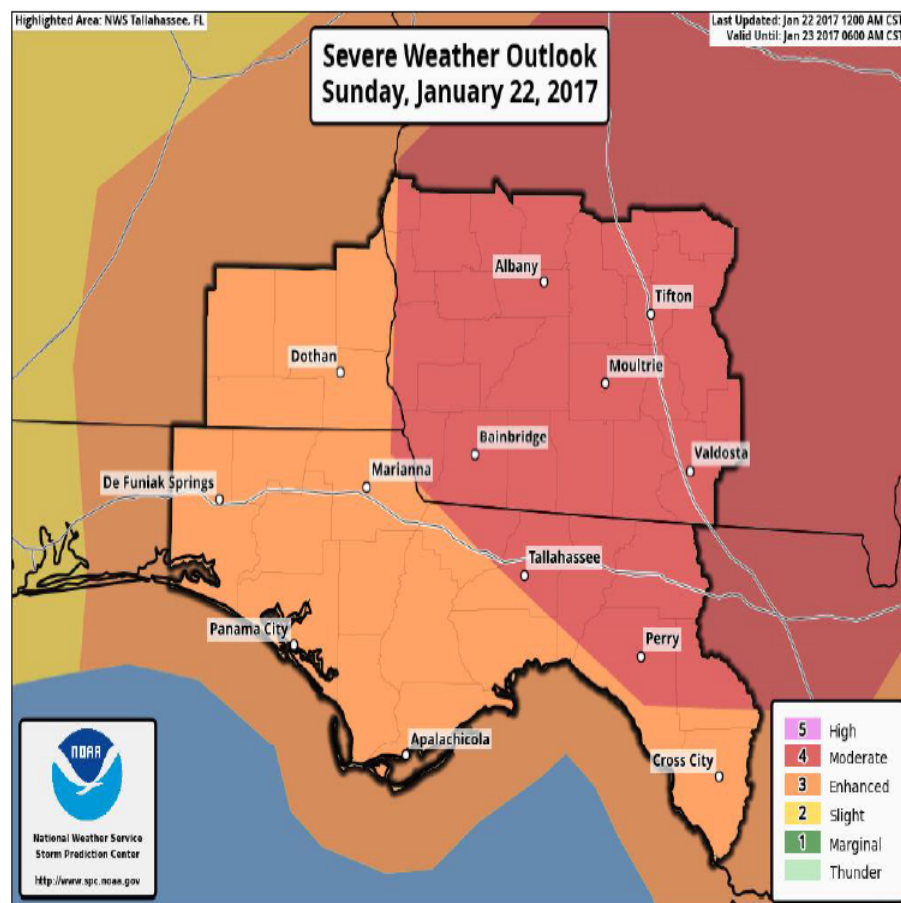 Highlighted Area: NWS Tallahassee, FL
Last Updated: Jan 22 2017 1200 AM CST
Valid Until: Jan 23 2017 0600 AM CST
Severe Weather Outlook
Sunday, January 22, 2017
Albany
Tifton
Dothan
Moultrie
Bainbridge
Valdosta
Marianna
De Funiak Springs
Tallahassee
Panama City
Perry
Apalachicola
Cross City
5 High
4 Moderate
3 Enhanced
2 Slight
1 Marginal
Thunder
NOAA
National Weather Service
Storm Prediction Center
http://www.spc.noaa.gov